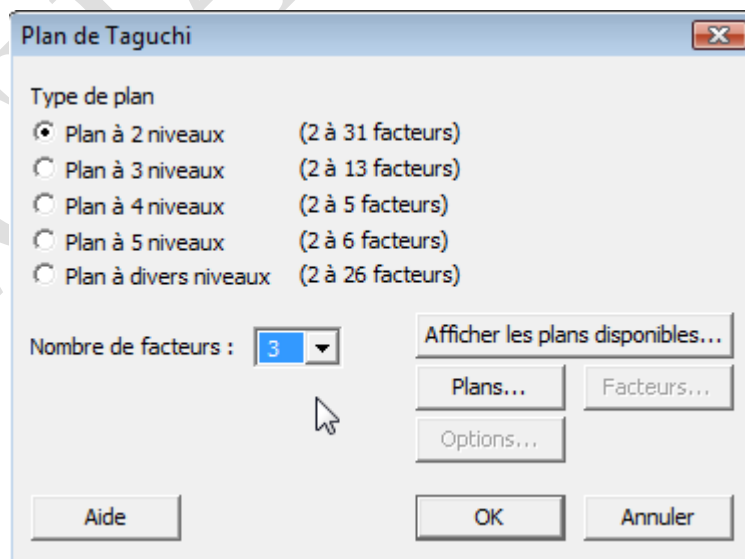 Plan de Taguchi
Type de plan
Plan à 2 niveaux (2 à 31 facteurs)
Plan à 3 niveaux (2 à 13 facteurs)
Plan à 4 niveaux (2 à 5 facteurs)
Plan à 5 niveaux (2 à 6 facteurs)
Plan à divers niveaux (2 à 26 facteurs)
Nombre de facteurs : 3 Afficher les plans disponibles...
Plans... Facteurs...
Options...
Aide OK Annuler